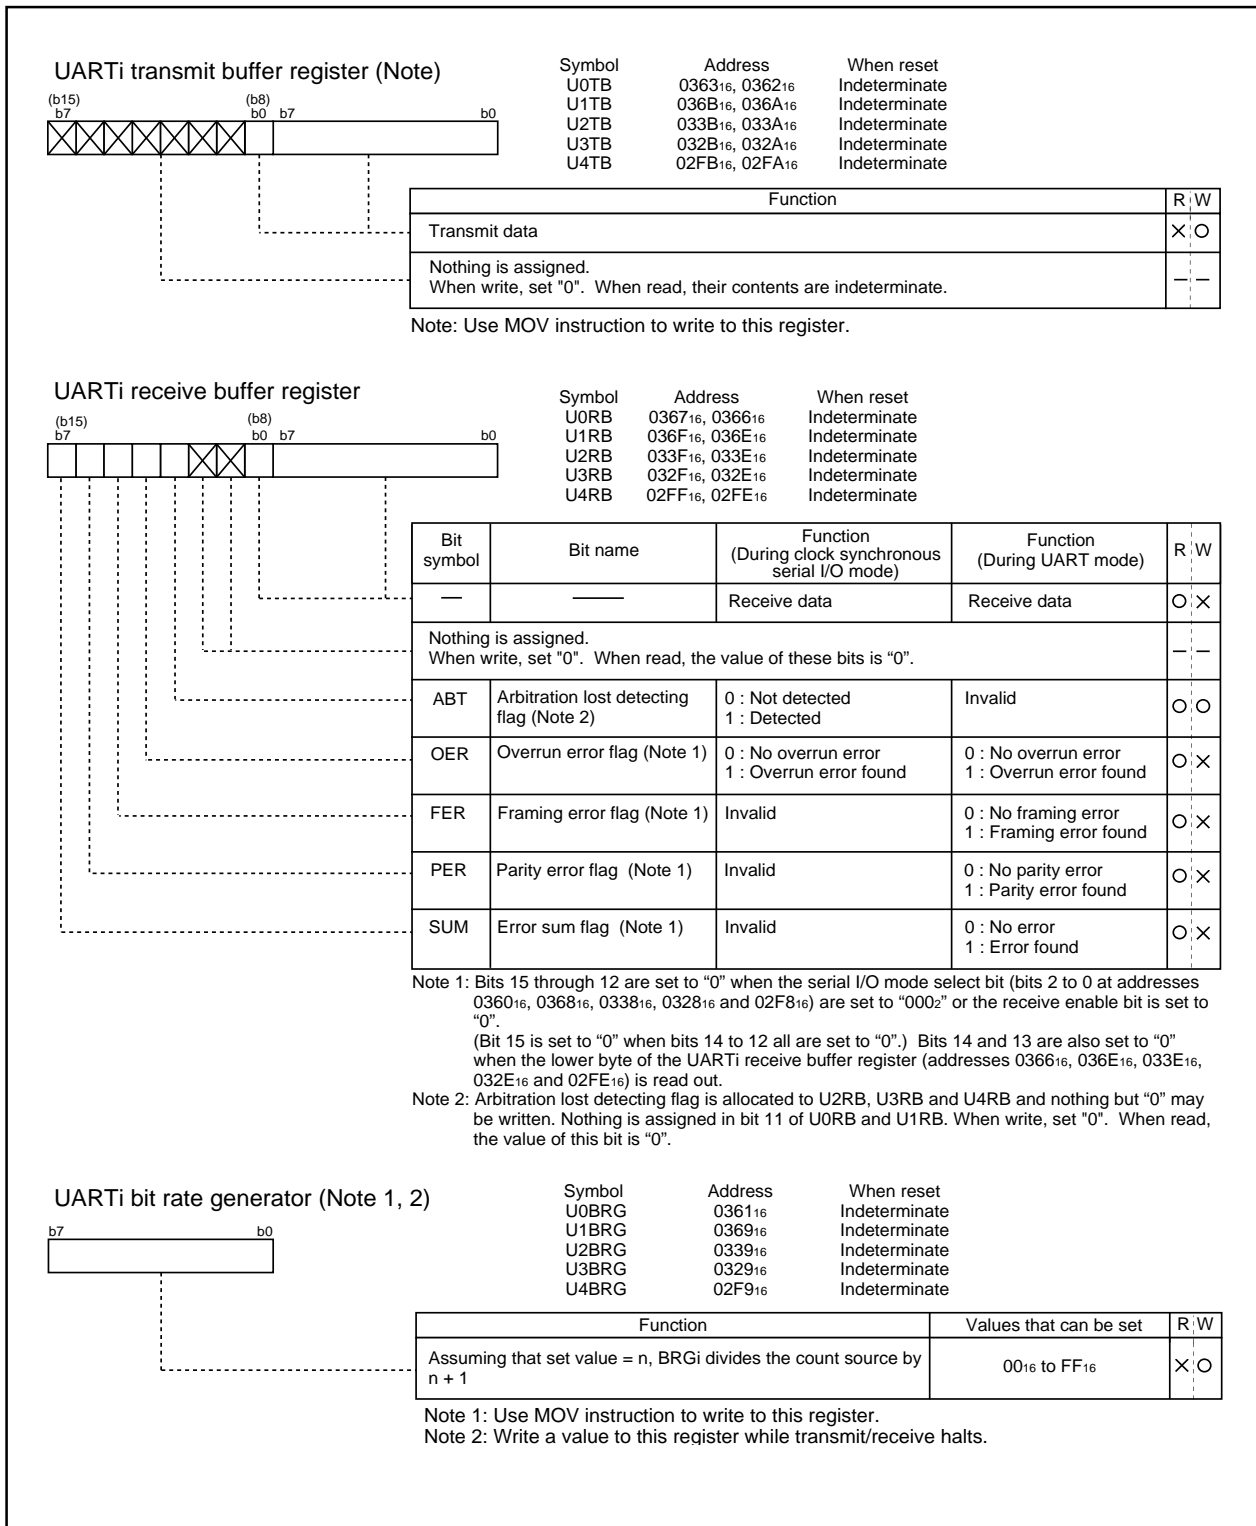 UARTi transmit buffer register (Note)
Symbol Address When reset
U0TB 036316, 036216 Indeterminate
U1TB 036B16, 036A16 Indeterminate
U2TB 033B16, 033A16 Indeterminate
U3TB 032B16, 032A16 Indeterminate
U4TB 02FB16, 02FA16 Indeterminate
(b15) (b8)
b7 b0 b7 b0
Function R W
Transmit data
Nothing is assigned.
When write, set "0". When read, their contents are indeterminate.
Note: Use MOV instruction to write to this register.
UARTi receive buffer register
Symbol Address When reset
U0RB 036716, 036616 Indeterminate
U1RB 036F16, 036E16 Indeterminate
U2RB 033F16, 033E16 Indeterminate
U3RB 032F16, 032E16 Indeterminate
U4RB 02FF16, 02FE16 Indeterminate
(b15) (b8)
b7 b0 b7 b0
Bit symbol Bit name Function (During clock synchronous serial I/O mode) Function (During UART mode) R W
Receive data Receive data
Nothing is assigned.
When write, set "0". When read, the value of these bits is “0”.
ABT Arbitration lost detecting flag (Note 2) 0 : Not detected 1 : Detected Invalid
OER Overrun error flag (Note 1) 0 : No overrun error 1 : Overrun error found 0 : No overrun error 1 : Overrun error found
FER Framing error flag (Note 1) Invalid 0 : No framing error 1 : Framing error found
PER Parity error flag (Note 1) Invalid 0 : No parity error 1 : Parity error found
SUM Error sum flag (Note 1) Invalid 0 : No error 1 : Error found
Note 1: Bits 15 through 12 are set to “0” when the serial I/O mode select bit (bits 2 to 0 at addresses
036016, 036816, 033816, 032816 and 02F816) are set to “0002” or the receive enable bit is set to
“0”.
(Bit 15 is set to “0” when bits 14 to 12 all are set to “0”.) Bits 14 and 13 are also set to “0”
when the lower byte of the UARTi receive buffer register (addresses 036616, 036E16, 033E16,
032E16 and 02FE16) is read out.
Note 2: Arbitration lost detecting flag is allocated to U2RB, U3RB and U4RB and nothing but “0” may
be written. Nothing is assigned in bit 11 of U0RB and U1RB. When write, set "0". When read,
the value of this bit is “0”.
UARTi bit rate generator (Note 1, 2)
Symbol Address When reset
U0BRG 036116 Indeterminate
U1BRG 036916 Indeterminate
U2BRG 033916 Indeterminate
U3BRG 032916 Indeterminate
U4BRG 02F916 Indeterminate
b7 b0
Function Values that can be set R W
Assuming that set value = n, BRGi divides the count source by
n + 1
0016 to FF16
Note 1: Use MOV instruction to write to this register.
Note 2: Write a value to this register while transmit/receive halts.